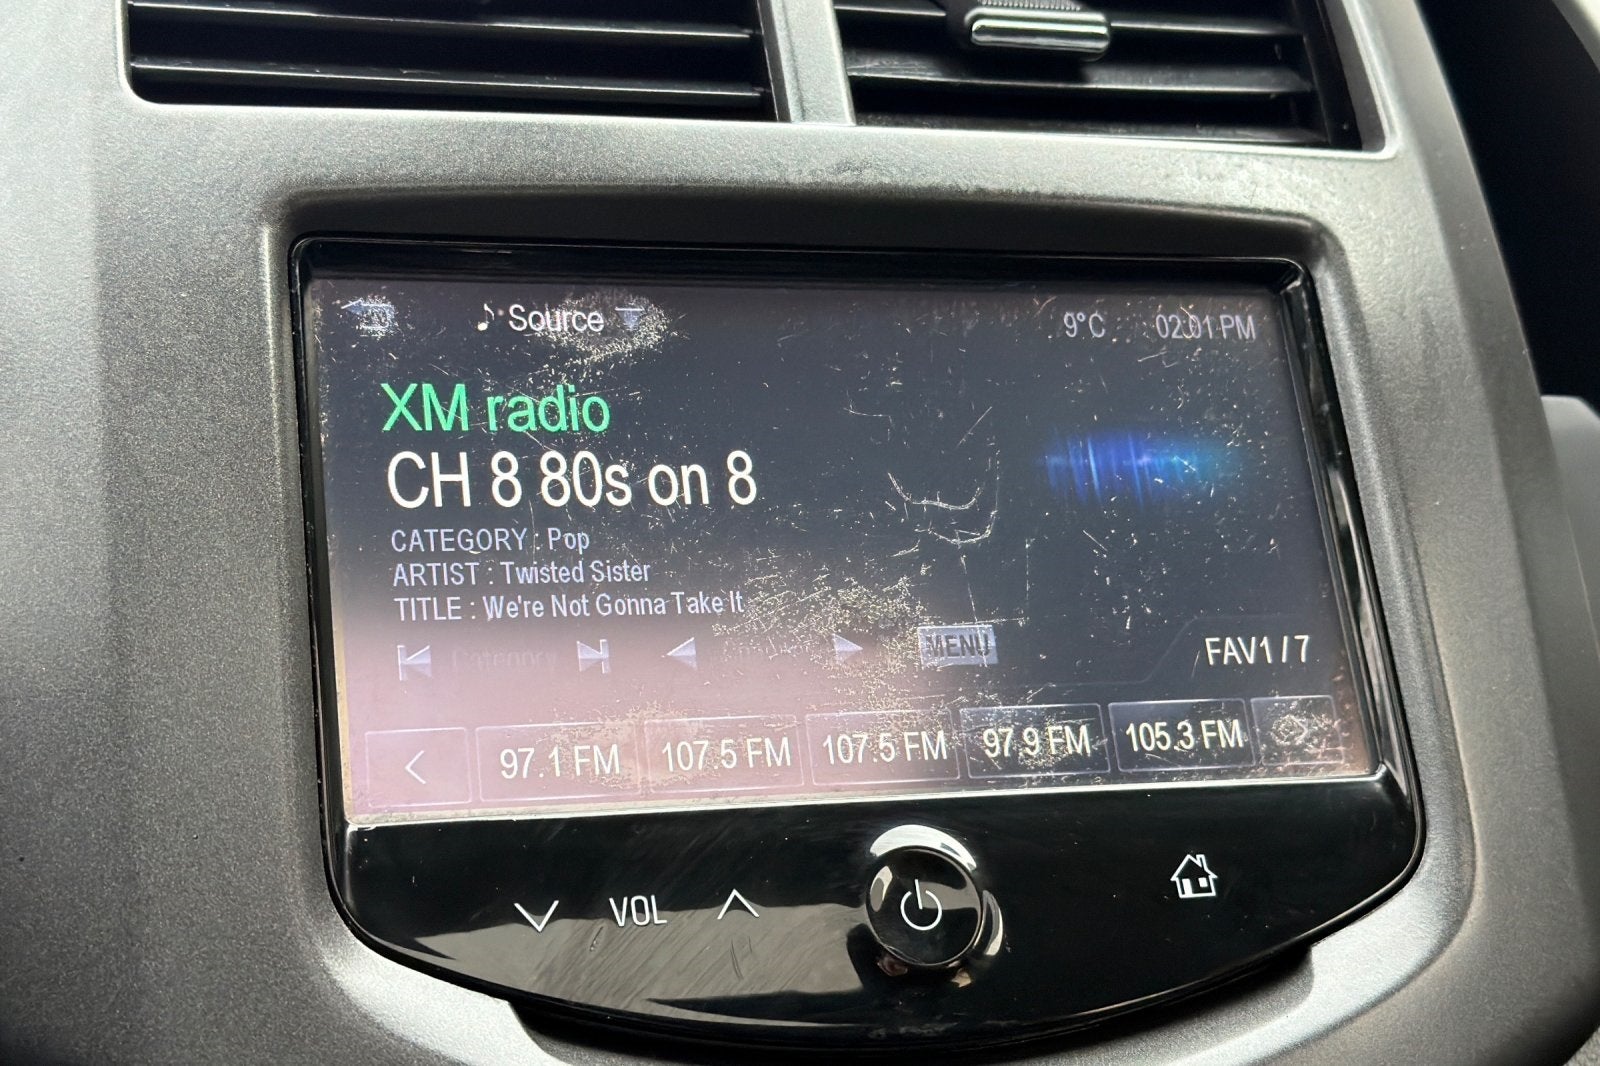 Source 9°C 02:01 PM
XM radio
CH 8 80s on 8
CATEGORY : Pop
ARTIST : Twisted Sister
TITLE : We're Not Gonna Take It
Category MENU FAV1 / 7
97.1 FM 107.5 FM 107.5 FM 97.9 FM 105.3 FM
VOL